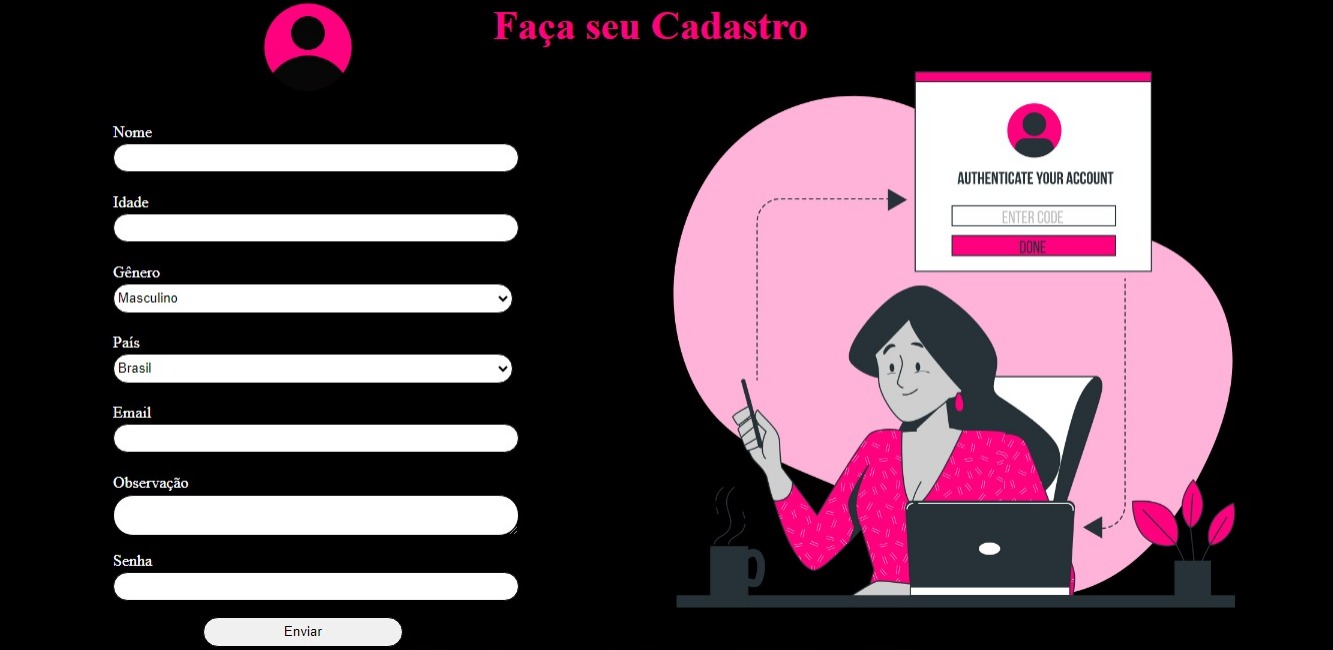 Faça seu Cadastro
Nome
Idade
Gênero
Masculino
País
Brasil
Email
Observação
Senha
Enviar
AUTHENTICATE YOUR ACCOUNT
ENTER CODE
DONE